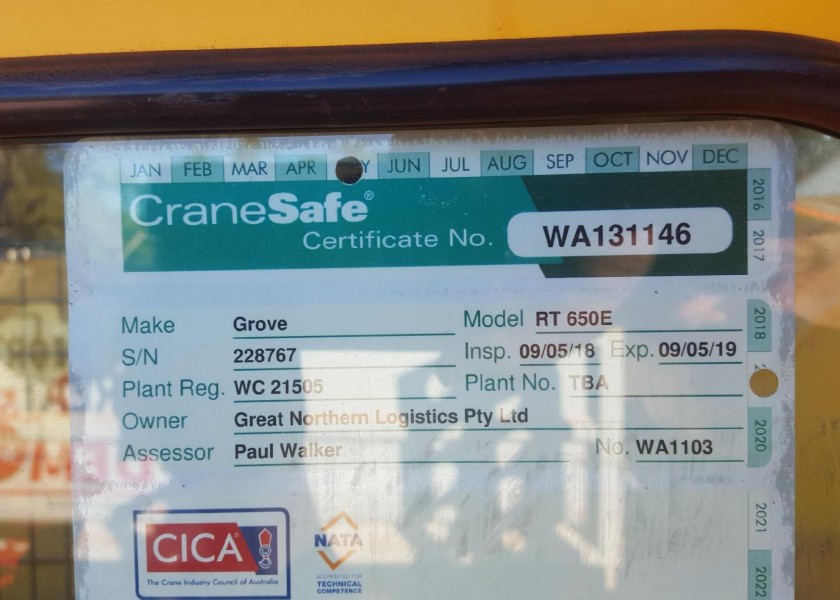 JAN FEB MAR APR Y JUN JUL AUG SEP OCT NOV DEC
CraneSafe®
Certificate No. WA131146
2016
2017
2018
2020
2021
2022
Make Grove Model RT 650E
S/N 228767 Insp. 09/05/18 Exp. 09/05/19
Plant Reg. WC 21505 Plant No. TBA
Owner Great Northern Logistics Pty Ltd
Assessor Paul Walker No. WA1103
CICA
The Crane Industry Council of Australia
NATA
ACCREDITED FOR
TECHNICAL
COMPETENCE